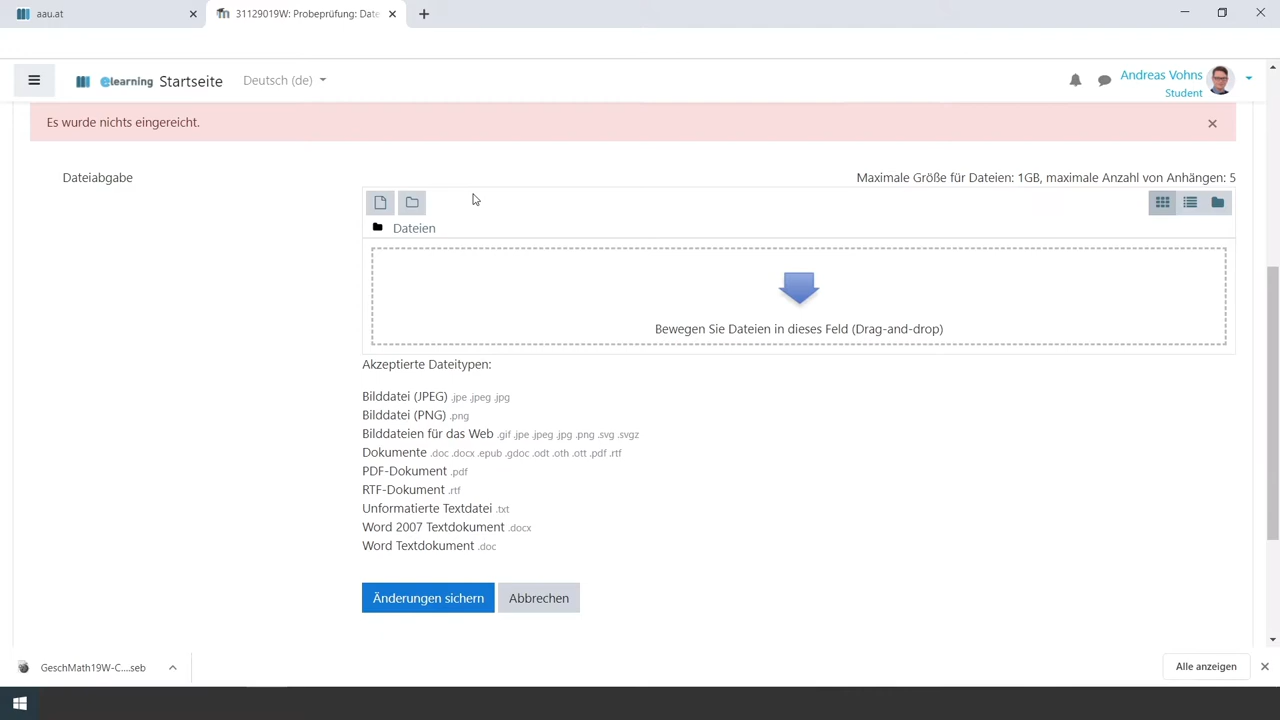 aau.at
31129019W: Probeprüfung: Date
elearning Startseite Deutsch (de)
Andreas Vohns
Student
Es wurde nichts eingereicht.
Dateiabgabe
Maximale Größe für Dateien: 1GB, maximale Anzahl von Anhängen: 5
Dateien
Bewegen Sie Dateien in dieses Feld (Drag-and-drop)
Akzeptierte Dateitypen:
Bilddatei (JPEG) .jpe .jpeg .jpg
Bilddatei (PNG) .png
Bilddateien für das Web .gif .jpe .jpeg .jpg .png .svg .svgz
Dokumente .doc .docx .epub .gdoc .odt .oth .ott .pdf .rtf
PDF-Dokument .pdf
RTF-Dokument .rtf
Unformatierte Textdatei .txt
Word 2007 Textdokument .docx
Word Textdokument .doc
Änderungen sichern Abbrechen
GeschMath19W-C....seb
Alle anzeigen